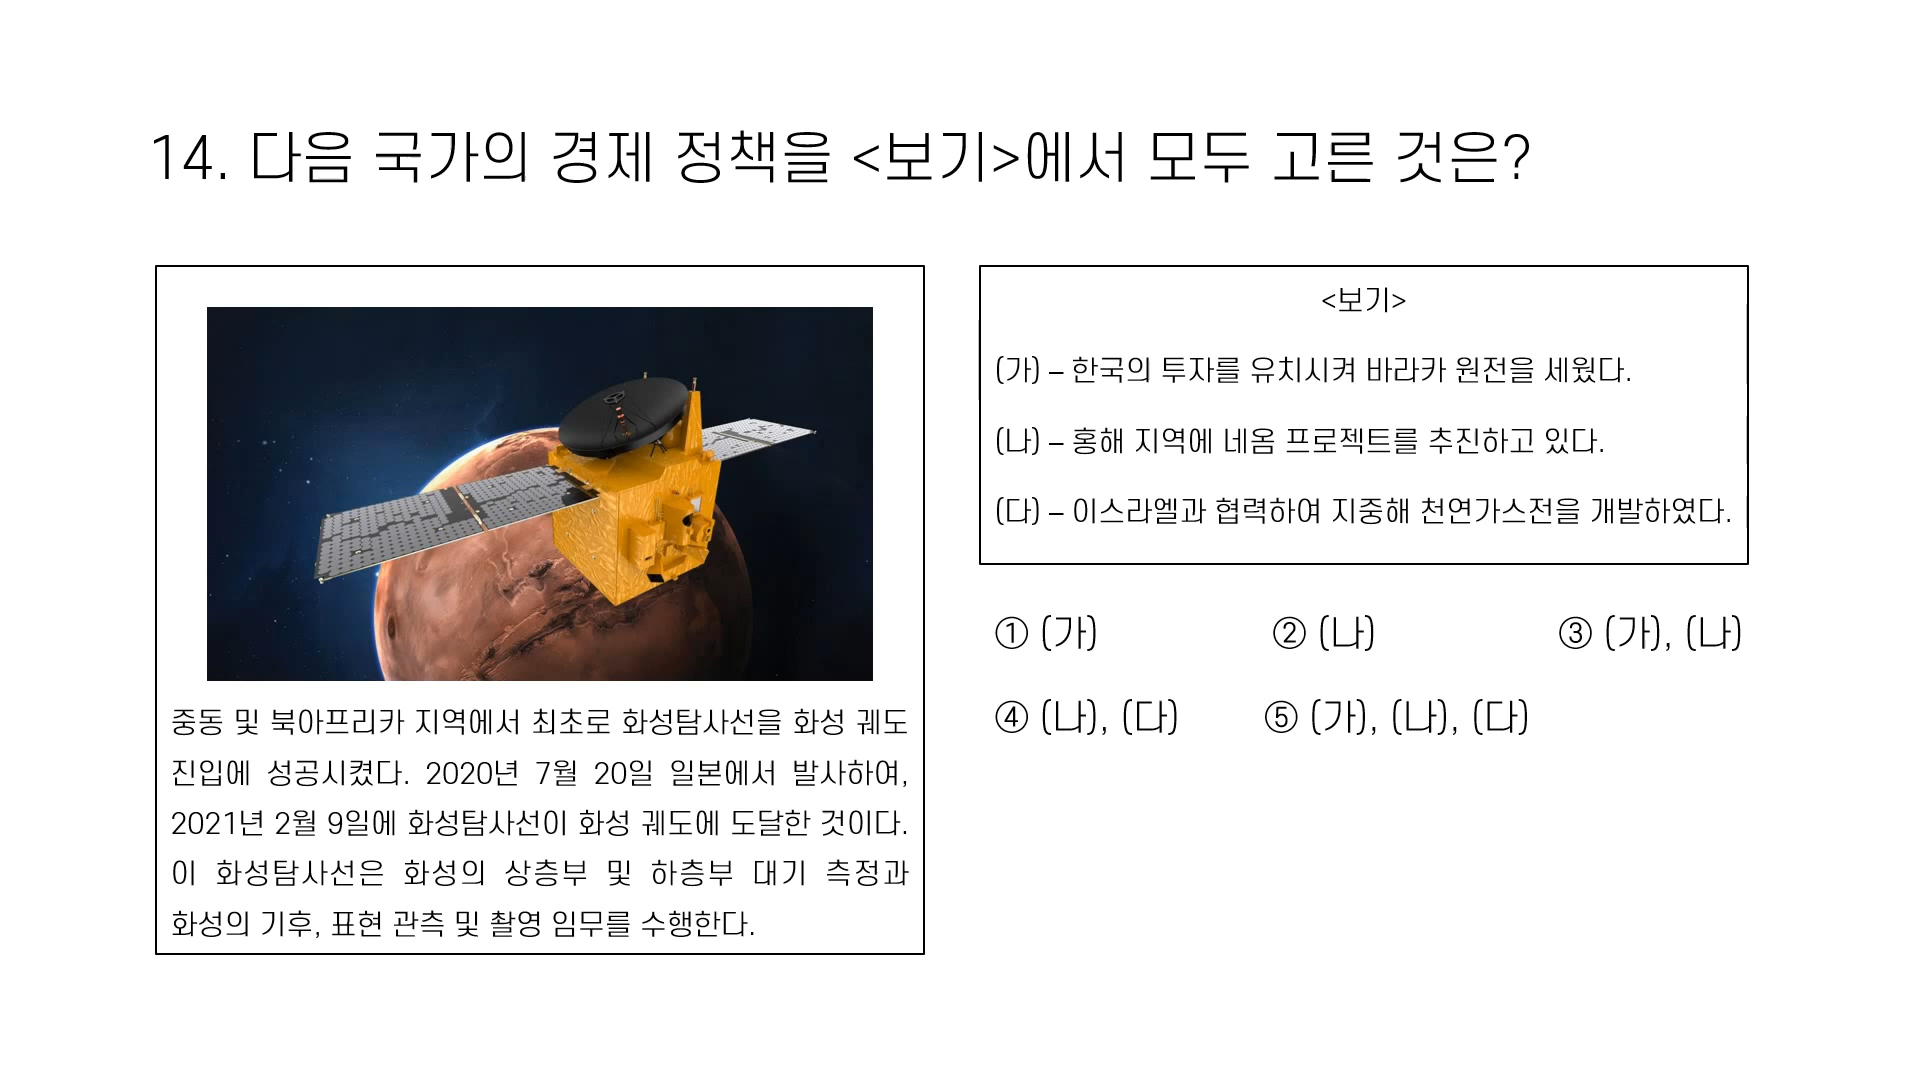 14. 다음 국가의 경제 정책을 <보기>에서 모두 고른 것은?
중동 및 북아프리카 지역에서 최초로 화성탐사선을 화성 궤도
진입에 성공시켰다. 2020년 7월 20일 일본에서 발사하여,
2021년 2월 9일에 화성탐사선이 화성 궤도에 도달한 것이다.
이 화성탐사선은 화성의 상층부 및 하층부 대기 측정과
화성의 기후, 표현 관측 및 촬영 임무를 수행한다.
<보기>
(가) – 한국의 투자를 유치시켜 바라카 원전을 세웠다.
(나) – 홍해 지역에 네옴 프로젝트를 추진하고 있다.
(다) – 이스라엘과 협력하여 지중해 천연가스전을 개발하였다.
① (가) ② (나) ③ (가), (나)
④ (나), (다) ⑤ (가), (나), (다)